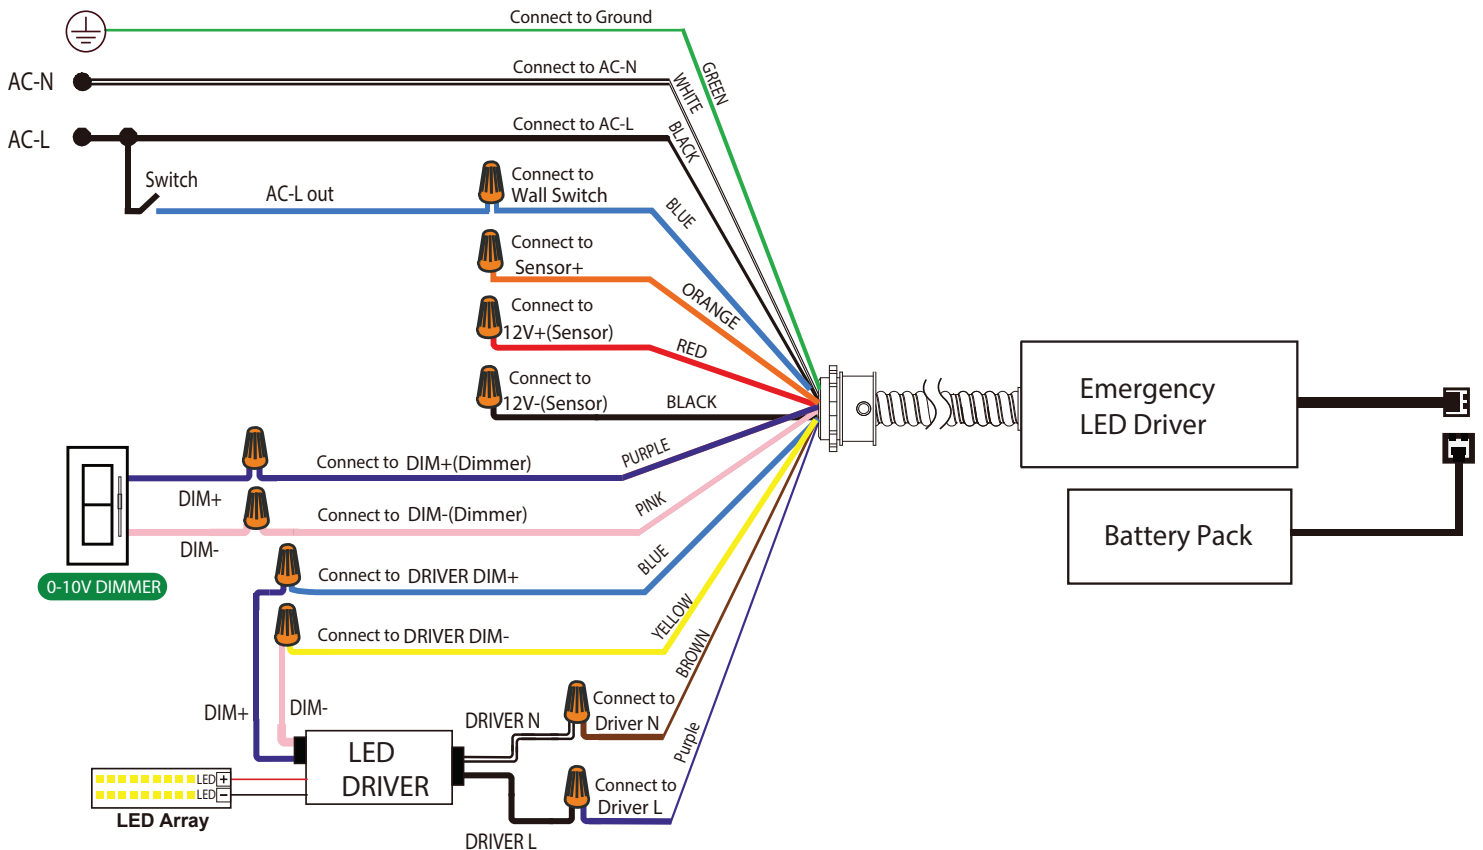 Connect to Ground
AC-N
Connect to AC-N
GREEN
WHITE
AC-L
Connect to AC-L
BLACK
Switch
AC-L out
Connect to
Wall Switch
BLUE
Connect to
Sensor+
ORANGE
Connect to
12V+(Sensor)
RED
Connect to
12V-(Sensor)
BLACK
Emergency
LED Driver
Battery Pack
Connect to DIM+(Dimmer)
PURPLE
DIM+
Connect to DIM-(Dimmer)
PINK
DIM-
0-10V DIMMER
Connect to DRIVER DIM+
BLUE
Connect to DRIVER DIM-
YELLOW
BROWN
DIM+
DIM-
DRIVER N
Connect to
Driver N
Purple
LED
DRIVER
LED +
LED -
LED Array
Connect to
Driver L
DRIVER L